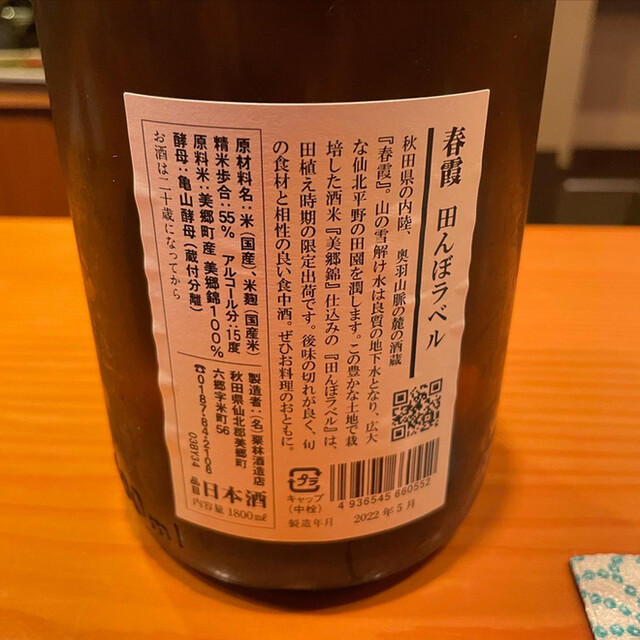 春霞 田んぼラベル
秋田県の内陸、奥羽山脈の麓の酒蔵
『春霞』。山の雪解け水は良質の地下水となり、広大
な仙北平野の田園を潤します。この豊かな土地で栽
培した酒米『美郷錦』仕込みの『田んぼラベル』は、
田植え時期の限定出荷です。後味の切れが良く、旬
の食材と相性の良い食中酒。ぜひお料理のおともに。
原材料名：米（国産）、米麹（国産米）
精米歩合：55％ アルコール分：15度
原料米：美郷町産 美郷錦100％
酵母：亀山酵母（蔵付分離）
お酒は二十歳になってから
製造者：（名）栗林酒造店
秋田県仙北郡美郷町
六郷字米町56
☎0187-84-2108
03BY34
品目 日本酒
内容量 1800㎖
プラ
キャップ
（中栓）
4 936545 660552
製造年月 2022年5月